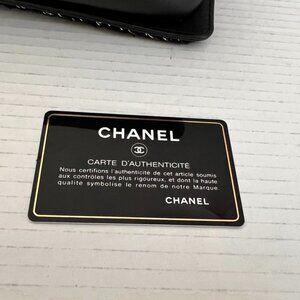 CHANEL
CARTE D'AUTHENTICITÉ
Nous certifions l'authenticité de cet article soumis
aux contrôles les plus rigoureux, et dont la haute
qualité symbolise le renom de notre Marque.
CHANEL